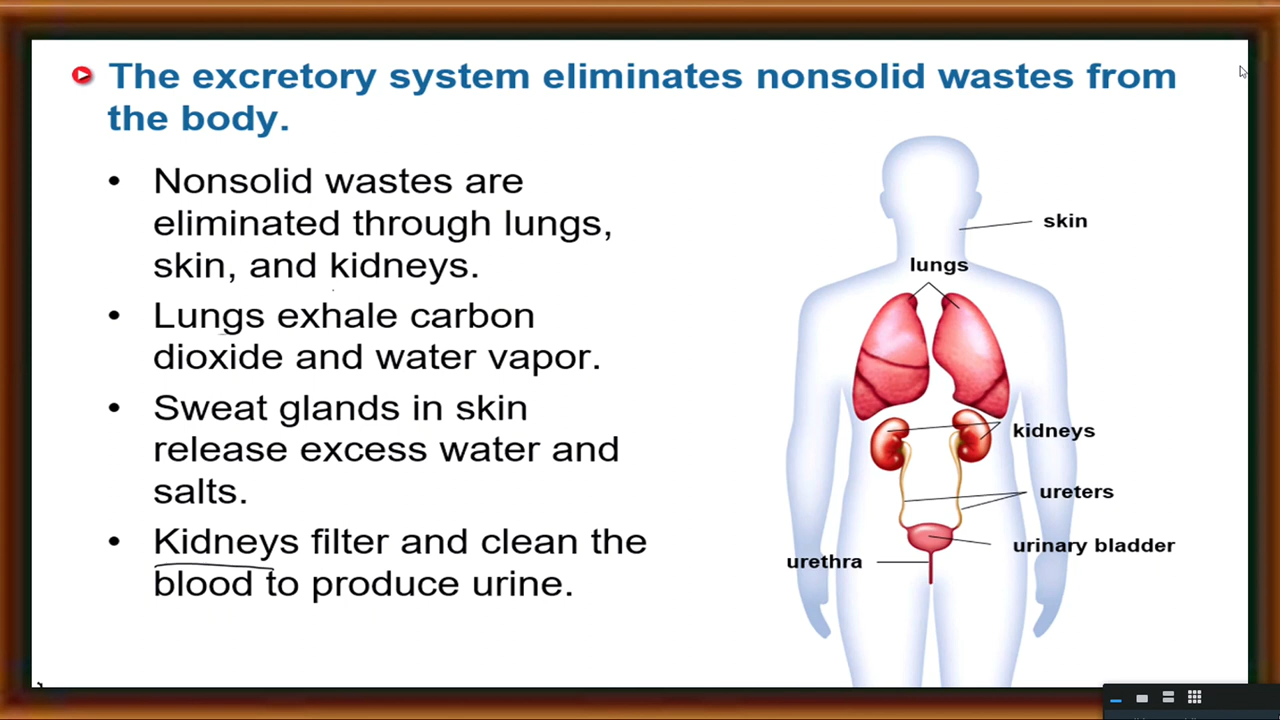 The excretory system eliminates nonsolid wastes from
the body.
• Nonsolid wastes are
eliminated through lungs,
skin, and kidneys.
• Lungs exhale carbon
dioxide and water vapor.
• Sweat glands in skin
release excess water and
salts.
• Kidneys filter and clean the
blood to produce urine.
skin
lungs
kidneys
ureters
urinary bladder
urethra